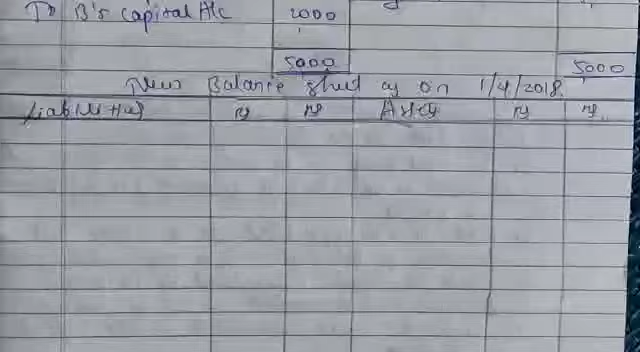 To B's Capital A/c 2000
5000 5000
New Balance Sheet as on 1/4/2018
Liabilities Rs Rs Assets Rs Rs